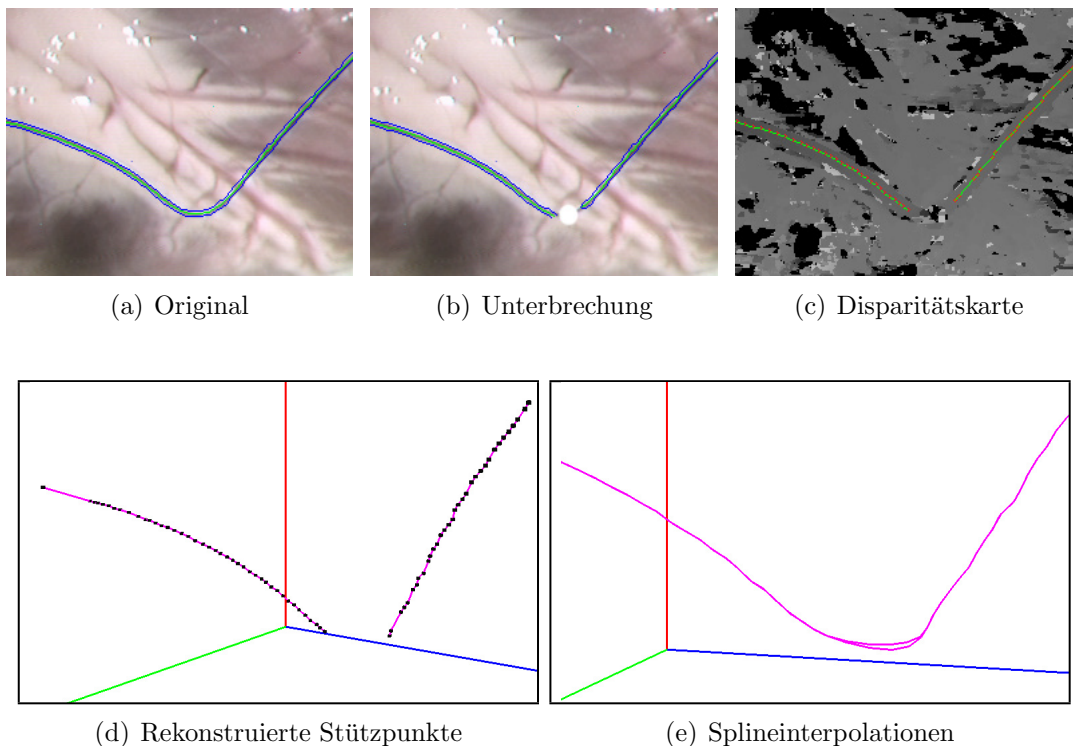 (a) Original
(b) Unterbrechung
(c) Disparitätskarte
(d) Rekonstruierte Stützpunkte
(e) Splineinterpolationen